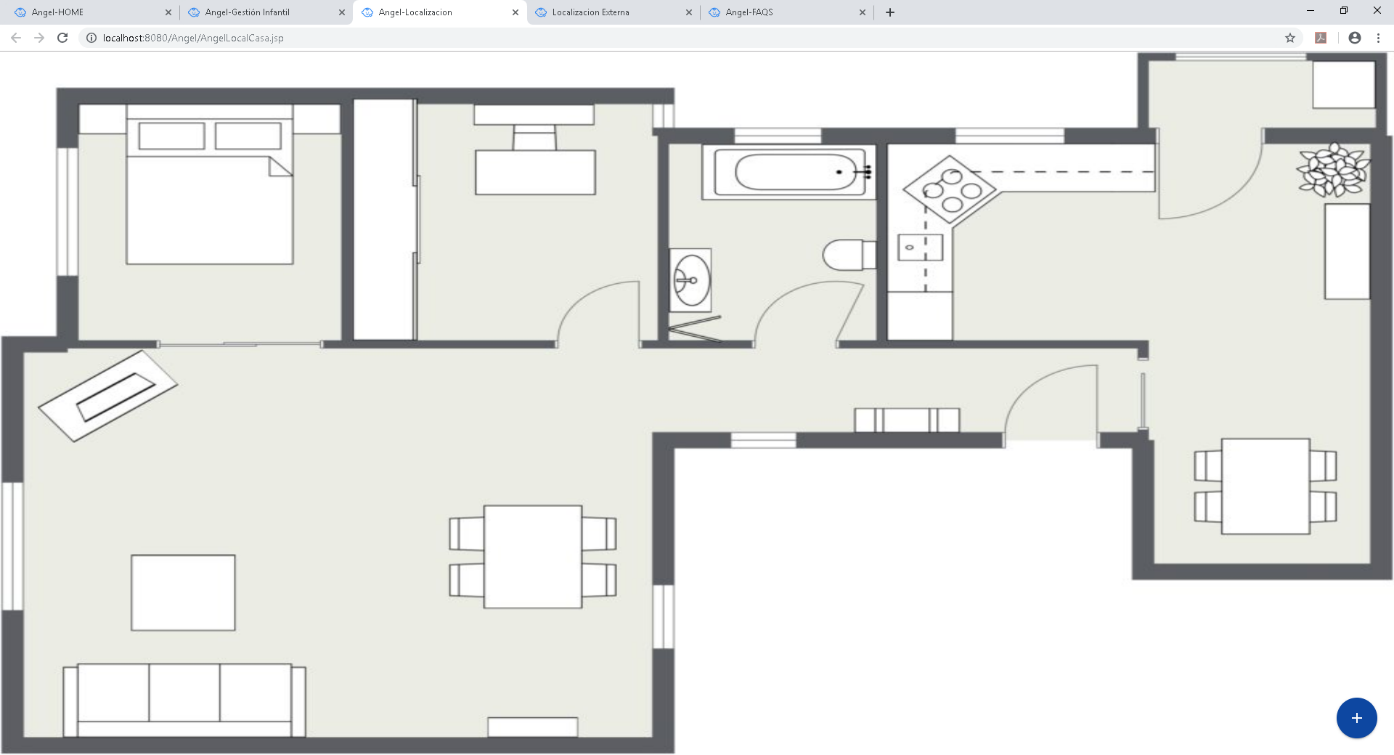 Angel-HOME
Angel-Gestión Infantil
Angel-Localizacion
Localizacion Externa
Angel-FAQS
localhost:8080/Angel/AngelLocalCasa.jsp